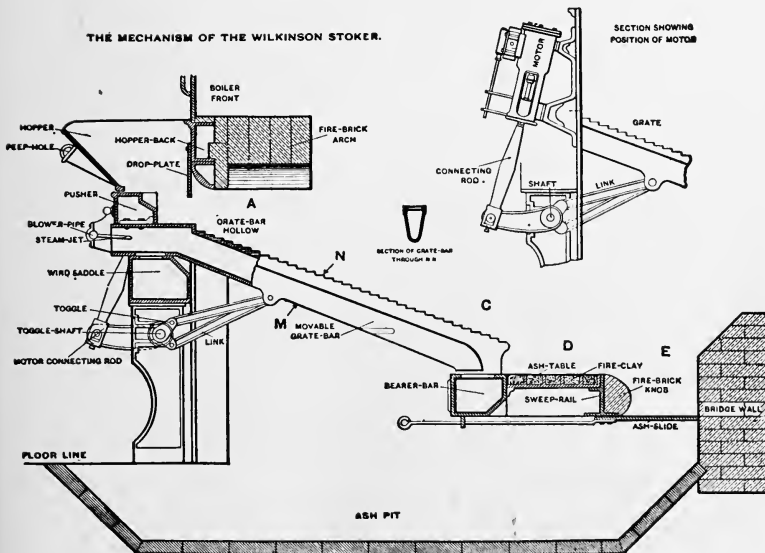 THE MECHANISM OF THE WILKINSON STOKER.
SECTION SHOWING
POSITION OF MOTOR
MOTOR
BOILER
FRONT
HOPPER
HOPPER-BACK
FIRE-BRICK
ARCH
GRATE
PEEP-HOLE
DROP-PLATE
CONNECTING
ROD
SHAFT
LINK
PUSHER
A
BLOWER-PIPE
GRATE-BAR
HOLLOW
STEAM-JET
SECTION OF GRATE-BAR
THROUGH
N
WIND SADDLE
C
TOGGLE
M
MOVABLE
GRATE-BAR
TOGGLE-SHAFT
LINK
D
E
MOTOR CONNECTING ROD
ASH-TABLE
FIRE-CLAY
BEARER-BAR
SWEEP-RAIL
FIRE-BRICK
KNOB
BRIDGE WALL
ASH-SLIDE
FLOOR LINE
ASH PIT